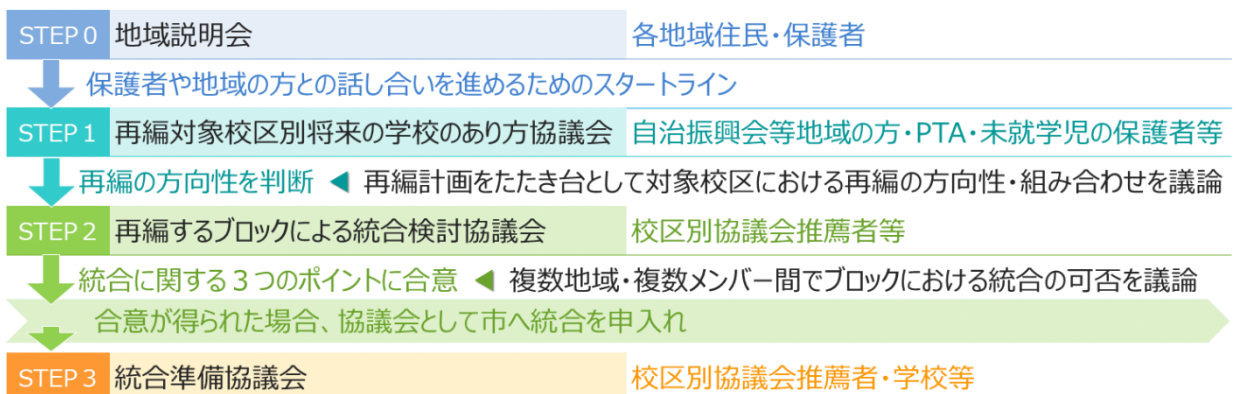 STEP 0 地域説明会 各地域住民・保護者
保護者や地域の方との話し合いを進めるためのスタートライン
STEP 1 再編対象校区別将来の学校のあり方協議会 自治振興会等地域の方・PTA・未就学児の保護者等
再編の方向性を判断 ◀ 再編計画をたたき台として対象校区における再編の方向性・組み合わせを議論
STEP 2 再編するブロックによる統合検討協議会 校区別協議会推薦者等
統合に関する3つのポイントに合意 ◀ 複数地域・複数メンバー間でブロックにおける統合の可否を議論
合意が得られた場合、協議会として市へ統合を申入れ
STEP 3 統合準備協議会 校区別協議会推薦者・学校等